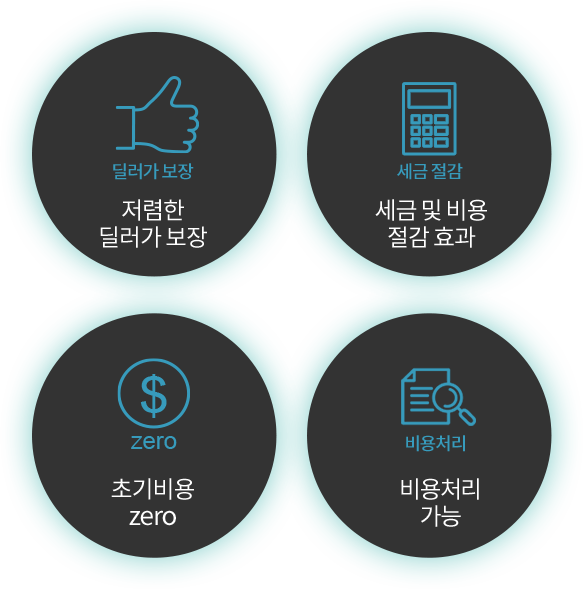 딜러가 보장
저렴한
딜러가 보장
세금 절감
세금 및 비용
절감 효과
$
zero
초기비용
zero
비용처리
비용처리
가능